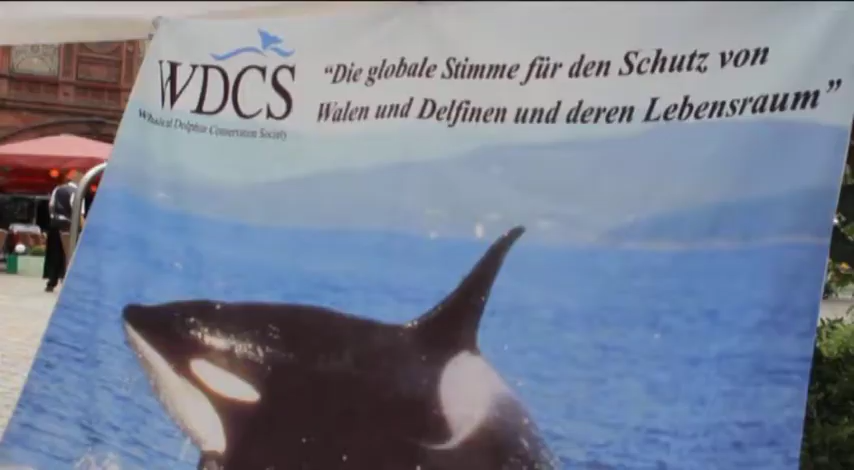 WDCS
Whale and Dolphin Conservation Society
“Die globale Stimme für den Schutz von
Walen und Delfinen und deren Lebensraum”